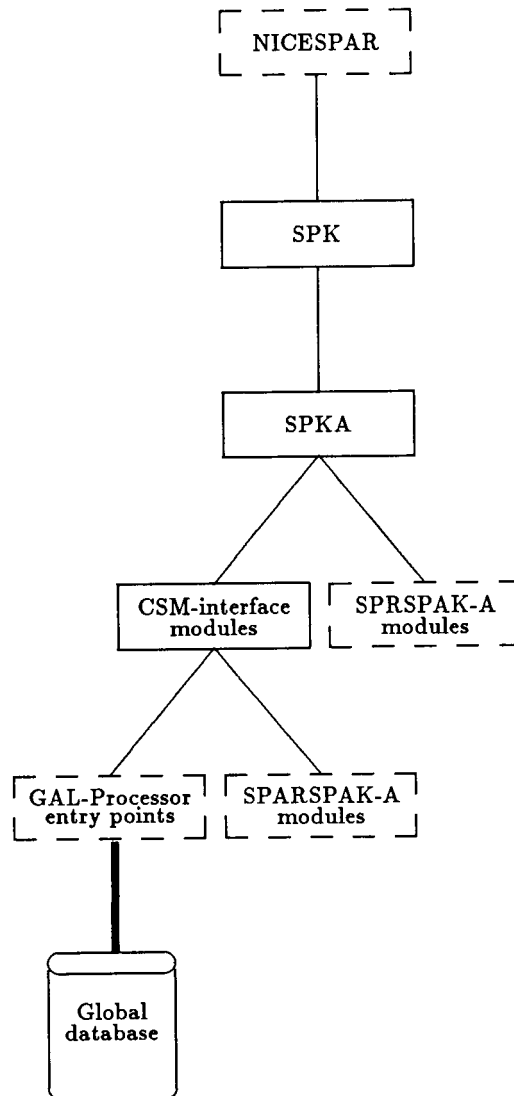 NICESPAR
SPK
SPKA
CSM-interface
modules
SPRSPAK-A
modules
GAL-Processor
entry points
SPARSPAK-A
modules
Global
database